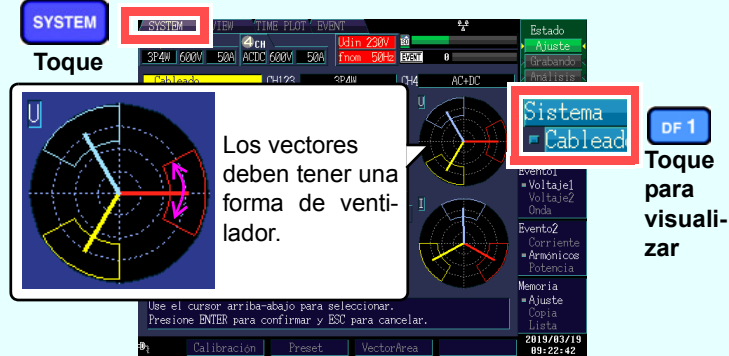 SYSTEM
Toque
SYSTEM VIEW TIME PLOT EVENT
4 CH Udin 230V
3P4W 600V 50A ACDC 600V 50A fnom 50Hz EVENT 0
Cableado CH123 3P4W CH4 AC+DC
U
U
I
Los vectores
deben tener una
forma de venti-
lador.
Estado
Ajuste
Grabando
Análisis
Sistema
Cablead
DF 1
Toque
para
visuali-
zar
Evento1
Voltaje1
Voltaje2
Onda
Evento2
Corriente
Armónicos
Potencia
Memoria
Ajuste
Copia
Lista
Use el cursor arriba-abajo para seleccionar.
Presione ENTER para confirmar y ESC para cancelar.
Calibración Preset VectorArea
2019/03/19
09:22:42